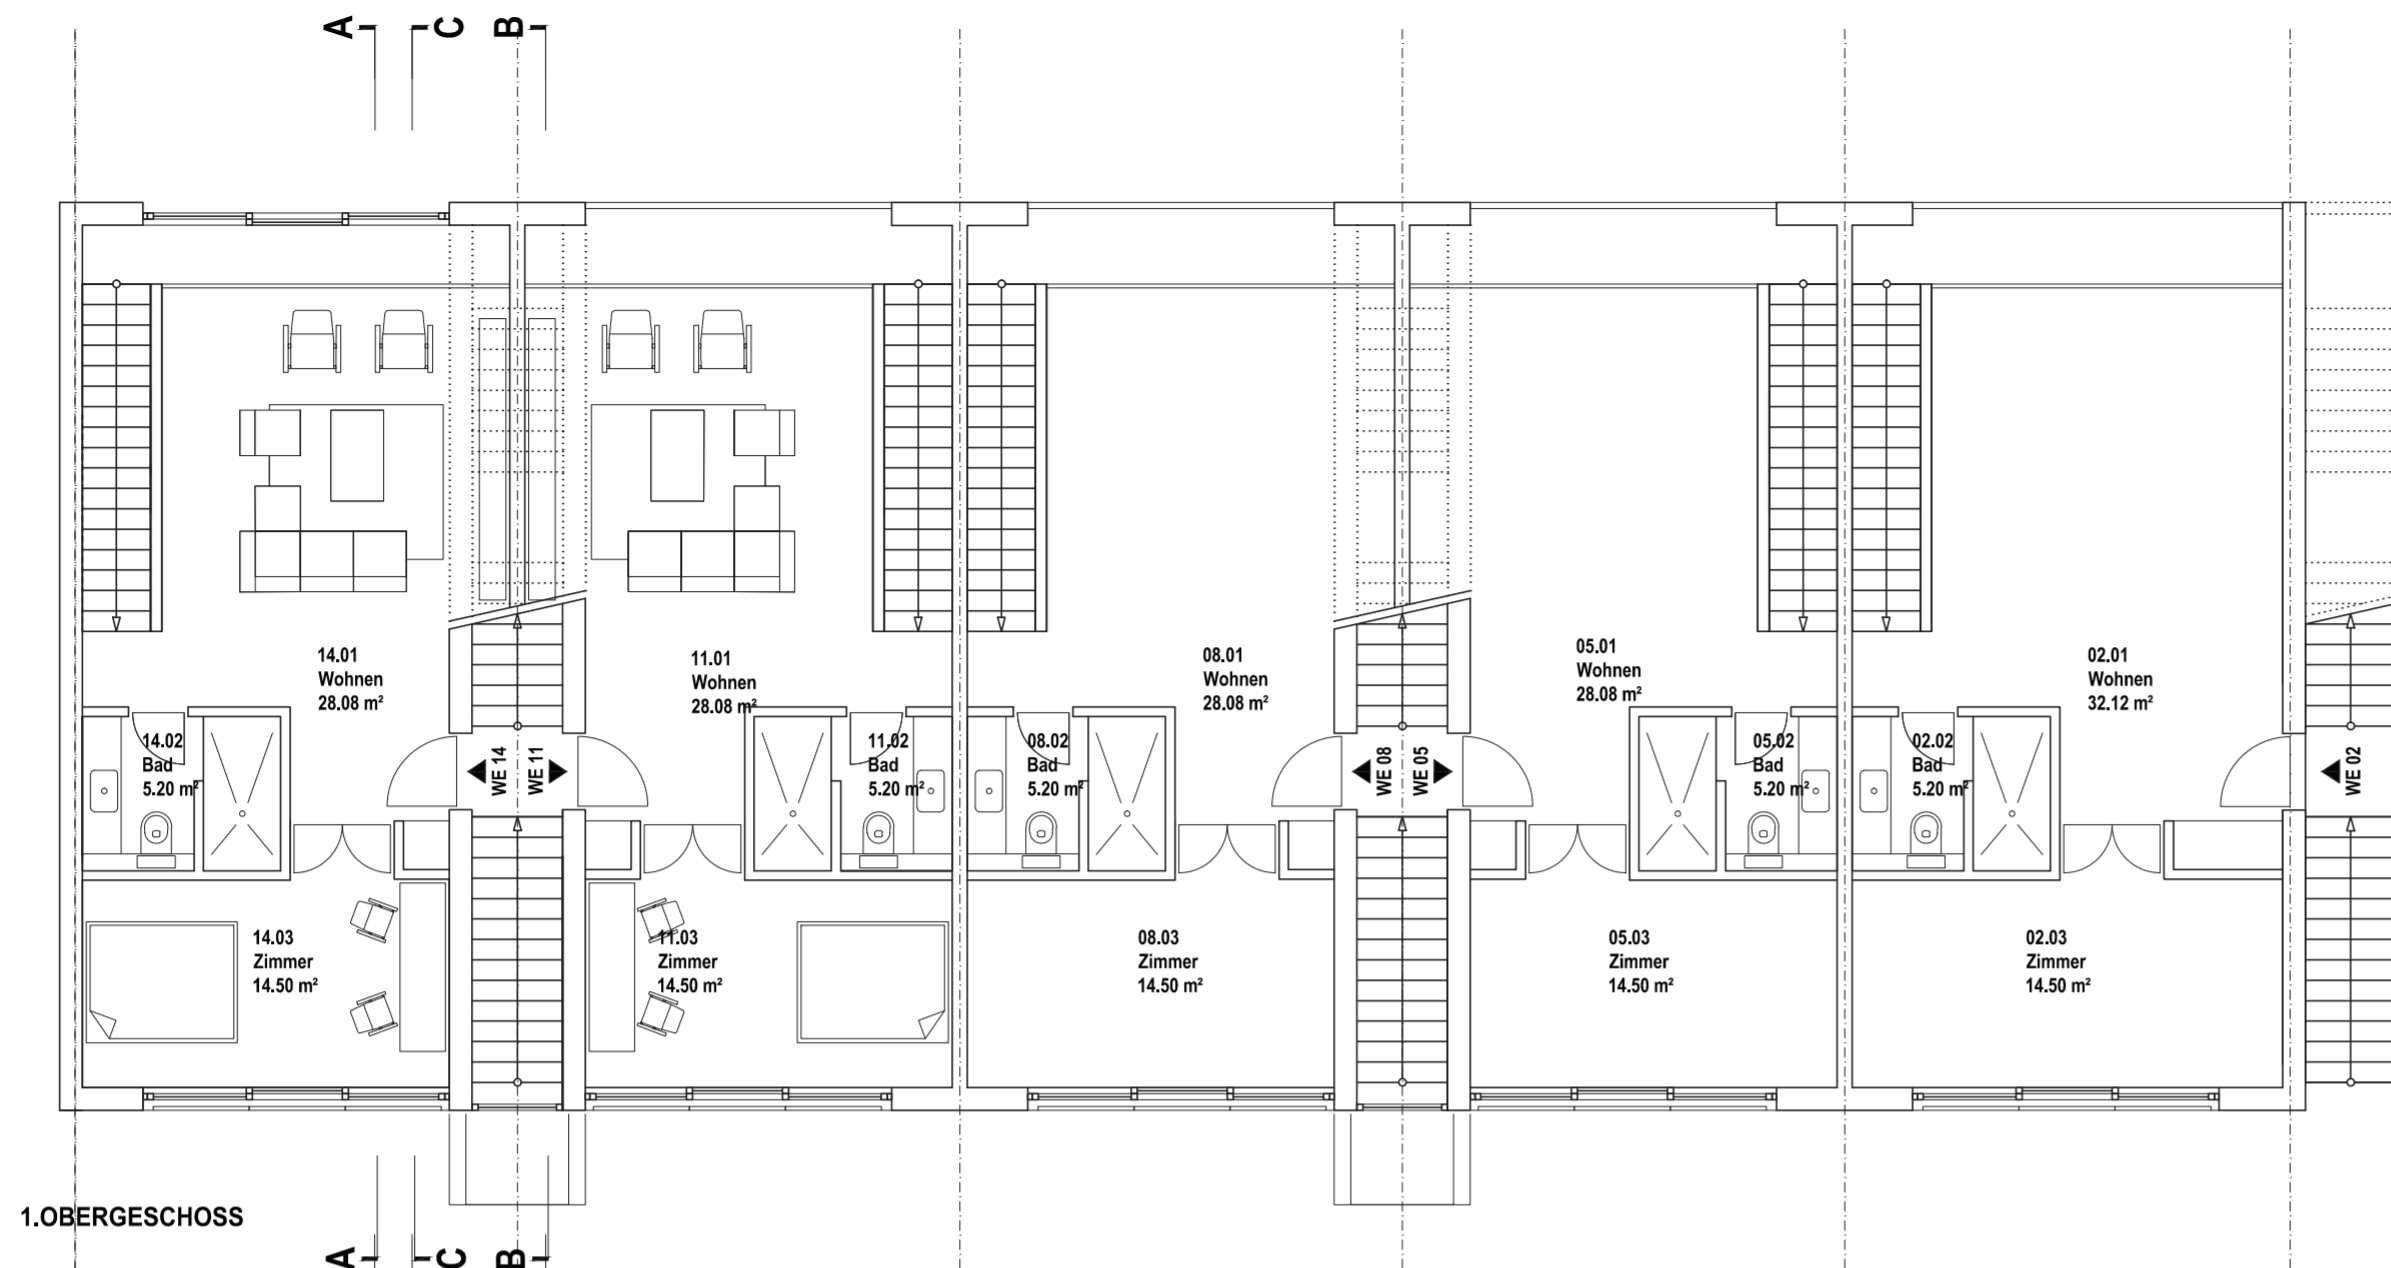 A C B
14.01
Wohnen
28.08 m²
11.01
Wohnen
28.08 m²
08.01
Wohnen
28.08 m²
05.01
Wohnen
28.08 m²
02.01
Wohnen
32.12 m²
14.02
Bad
5.20 m²
WE 14
WE 11
11.02
Bad
5.20 m²
08.02
Bad
5.20 m²
WE 08
WE 05
05.02
Bad
5.20 m²
02.02
Bad
5.20 m²
WE 02
14.03
Zimmer
14.50 m²
11.03
Zimmer
14.50 m²
08.03
Zimmer
14.50 m²
05.03
Zimmer
14.50 m²
02.03
Zimmer
14.50 m²
1.OBERGESCHOSS
A C B